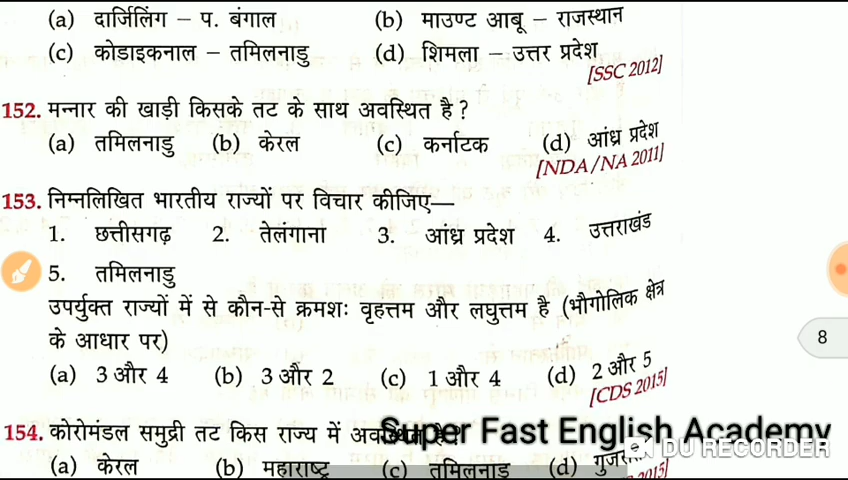 (a) दार्जिलिंग – प. बंगाल (b) माउण्ट आबू – राजस्थान
(c) कोडाइकनाल – तमिलनाडु (d) शिमला – उत्तर प्रदेश
[SSC 2012]
152. मन्नार की खाड़ी किसके तट के साथ अवस्थित है ?
(a) तमिलनाडु (b) केरल (c) कर्नाटक (d) आंध्र प्रदेश
[NDA/NA 2011]
153. निम्नलिखित भारतीय राज्यों पर विचार कीजिए—
1. छत्तीसगढ़ 2. तेलंगाना 3. आंध्र प्रदेश 4. उत्तराखंड
5. तमिलनाडु
उपर्युक्त राज्यों में से कौन-से क्रमशः वृहत्तम और लघुत्तम है (भौगोलिक क्षेत्र
के आधार पर)
8
(a) 3 और 4 (b) 3 और 2 (c) 1 और 4 (d) 2 और 5
[CDS 2015]
154. कोरोमंडल समुद्री तट किस राज्य में अवस्थित है ?
Super Fast English Academy
DU RECORDER
(a) केरल (b) महाराष्ट्र (c) तमिलनाडु (d)
2015]